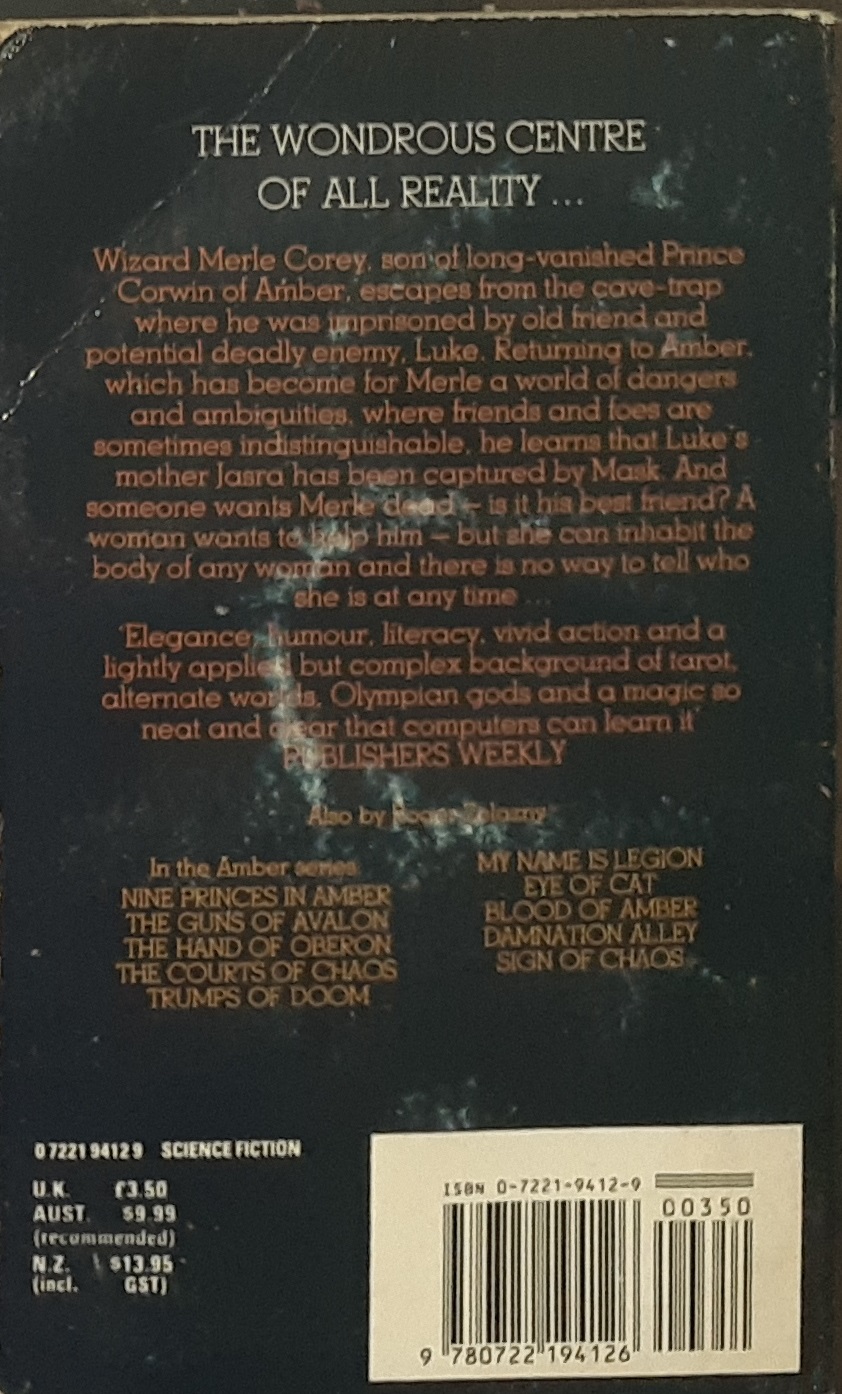 THE WONDROUS CENTRE
OF ALL REALITY ...
Wizard Merle Corey, son of long-vanished Prince
Corwin of Amber, escapes from the cave-trap
where he was imprisoned by old friend and
potential deadly enemy, Luke. Returning to Amber,
which has become for Merle a world of dangers
and ambiguities, where friends and foes are
sometimes indistinguishable, he learns that Luke's
mother Jasra has been captured by Mask. And
someone wants Merle dead – is it his best friend? A
woman wants to help him – but she can inhabit the
body of any woman and there is no way to tell who
she is at any time ...
'Elegance, humour, literacy, vivid action and a
lightly applied but complex background of tarot,
alternate worlds, Olympian gods and a magic so
neat and clear that computers can learn it'
PUBLISHERS WEEKLY
Also by Roger Zelazny
In the Amber series
NINE PRINCES IN AMBER
THE GUNS OF AVALON
THE HAND OF OBERON
THE COURTS OF CHAOS
TRUMPS OF DOOM
MY NAME IS LEGION
EYE OF CAT
BLOOD OF AMBER
DAMNATION ALLEY
SIGN OF CHAOS
0 7221 9412 9 SCIENCE FICTION
U.K. £3.50
AUST. $9.99
(recommended)
N.Z. $13.95
(incl. GST)
ISBN 0-7221-9412-9
00350
9 780722 194126